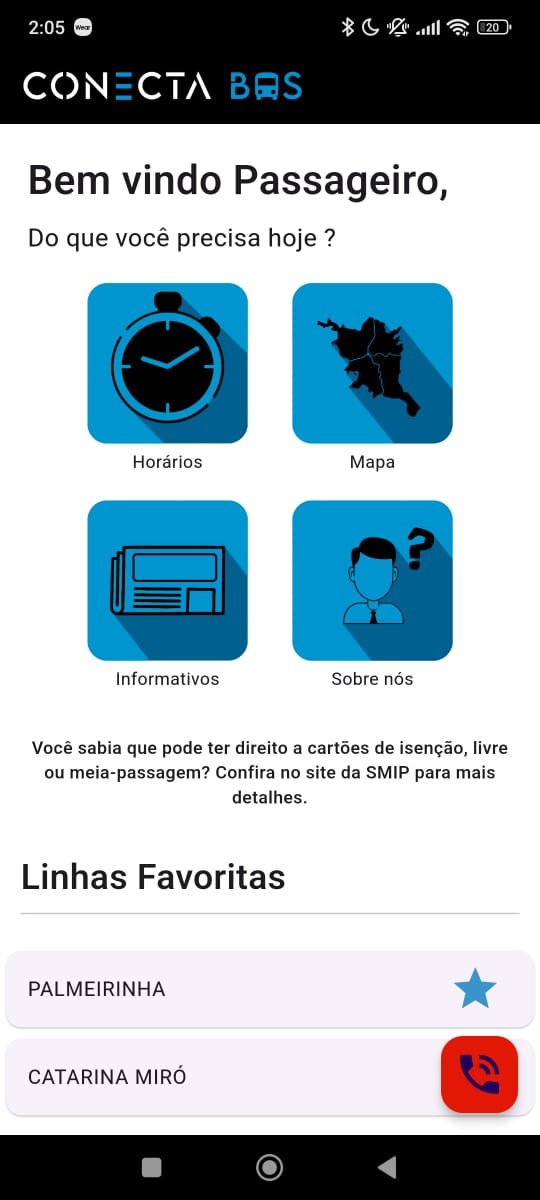 2:05 Wear 20
CONECTA BUS
Bem vindo Passageiro,
Do que você precisa hoje ?
Horários
Mapa
Informativos
Sobre nós
Você sabia que pode ter direito a cartões de isenção, livre
ou meia-passagem? Confira no site da SMIP para mais
detalhes.
Linhas Favoritas
PALMEIRINHA
CATARINA MIRÓ